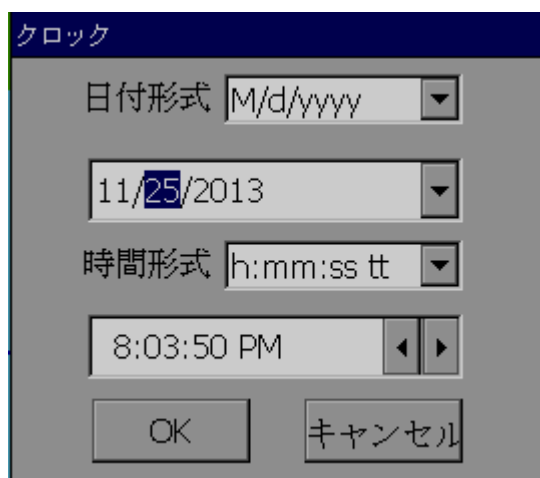 クロック
日付形式 M/d/yyyy
11/25/2013
時間形式 h:mm:ss tt
8:03:50 PM
OK キャンセル